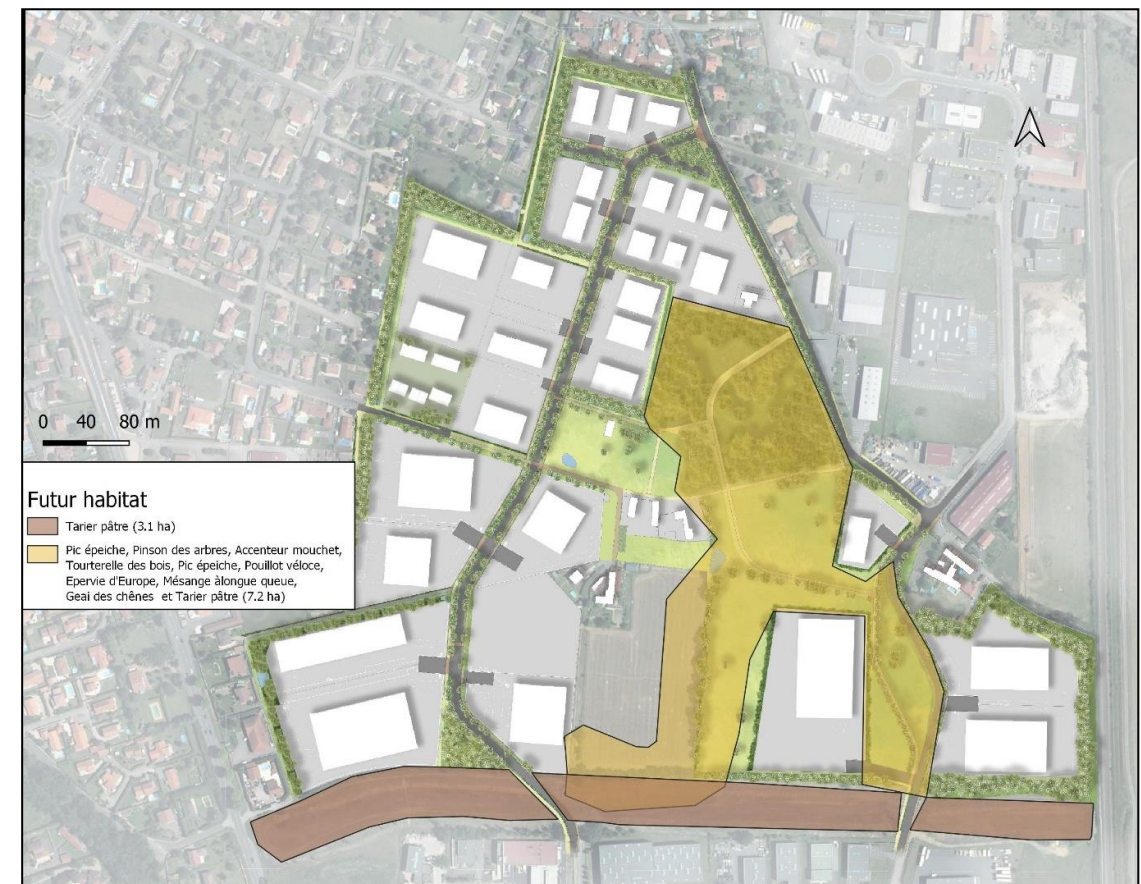 0 40 80 m
Futur habitat
Tarier pâtre (3.1 ha)
Pic épeiche, Pinson des arbres, Accenteur mouchet,
Tourterelle des bois, Pic épeiche, Pouillot véloce,
Epervie d'Europe, Mésange àlongue queue,
Geai des chênes et Tarier pâtre (7.2 ha)